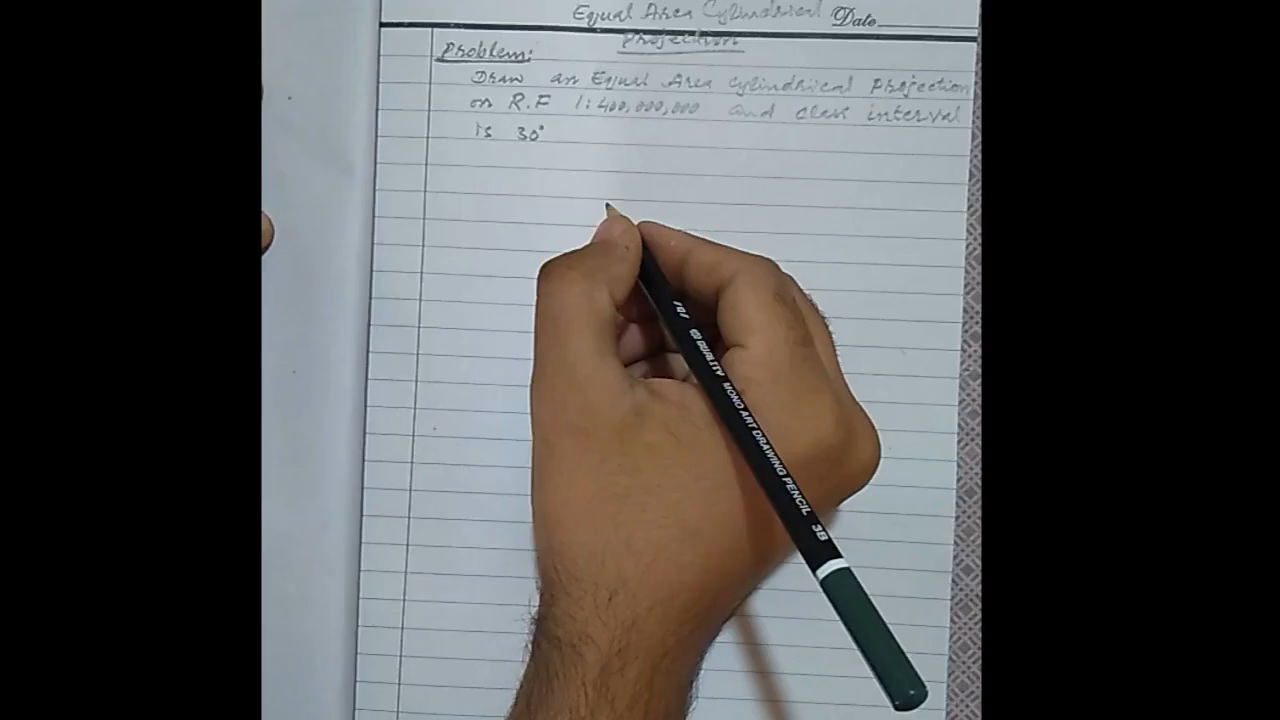 Equal Area Cylindrical Date
Projection
Problem:
Draw an Equal Area Cylindrical Projection
on R.F 1:400,000,000 and class interval
is 30°
QUALITY MONO ART DRAWING PENCIL 3B